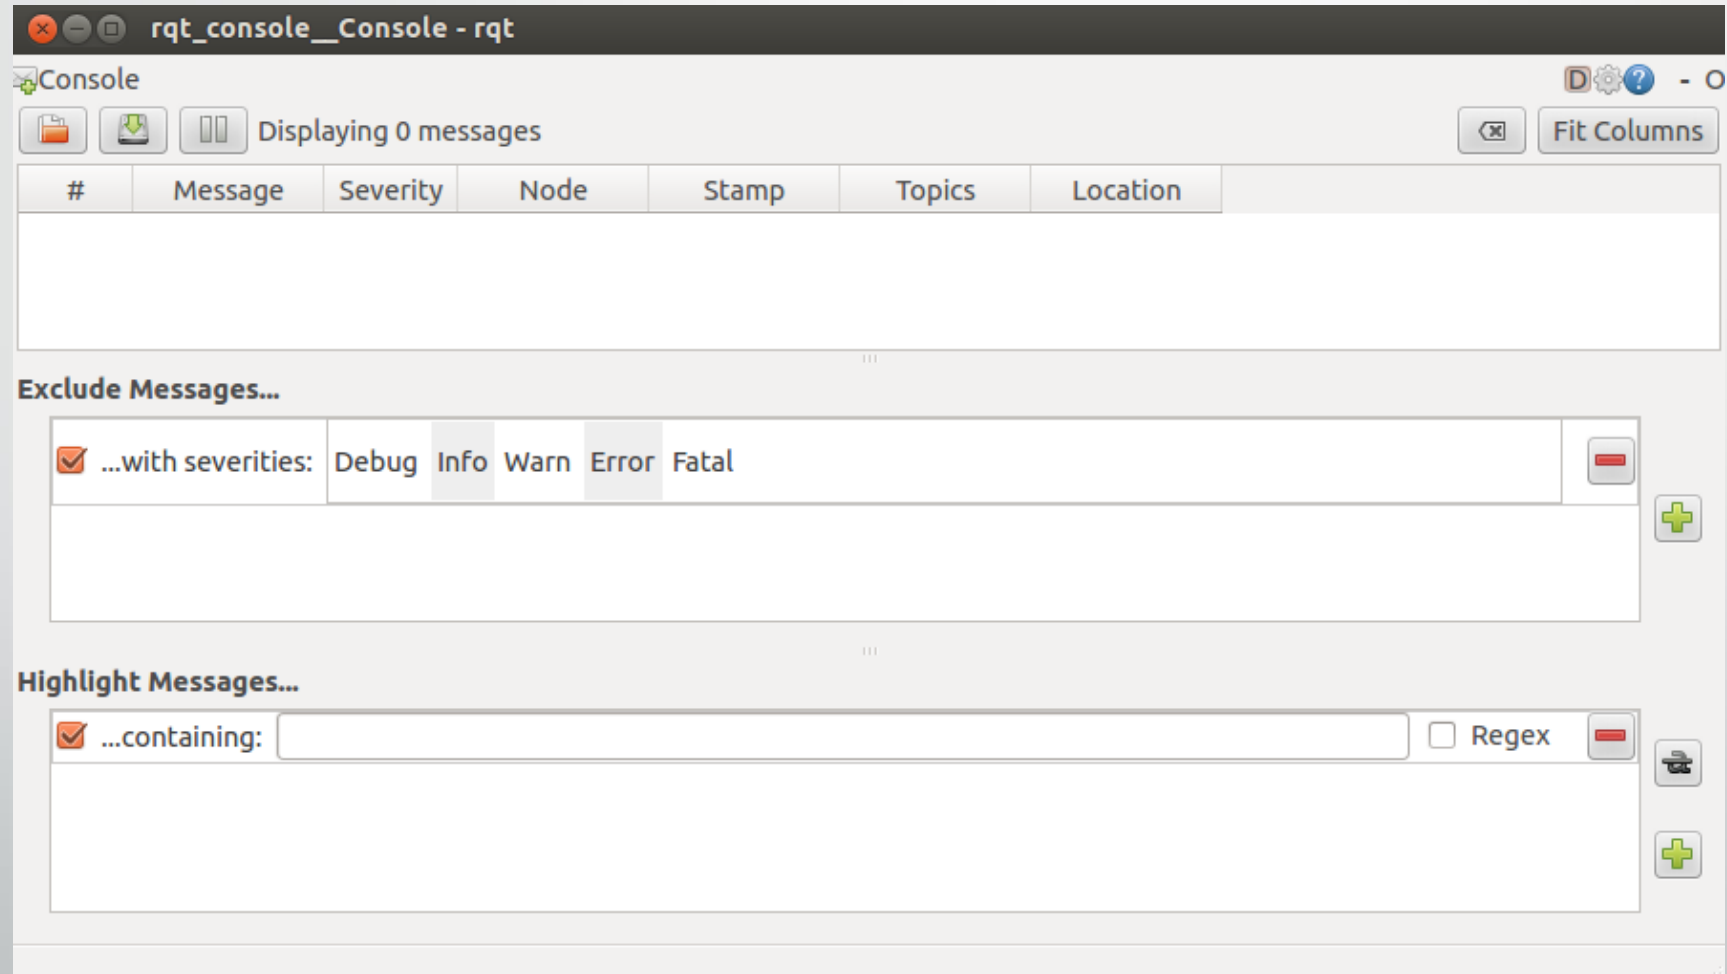 rqt_console__Console - rqt
Console D ? - O
Displaying 0 messages Fit Columns
# Message Severity Node Stamp Topics Location
Exclude Messages...
...with severities: Debug Info Warn Error Fatal
Highlight Messages...
...containing: Regex